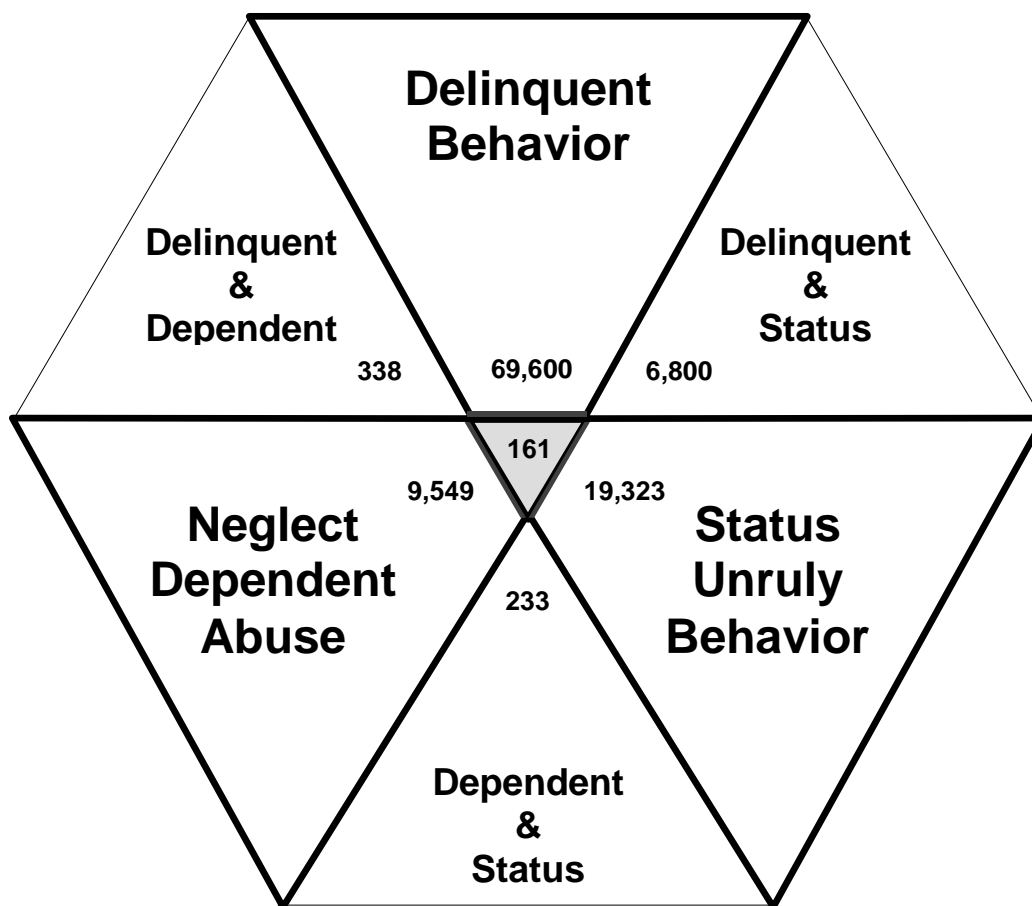 Delinquent
Behavior
Delinquent
&
Dependent
Delinquent
&
Status
338
69,600
6,800
161
9,549
19,323
Neglect
Dependent
Abuse
Status
Unruly
Behavior
233
Dependent
&
Status